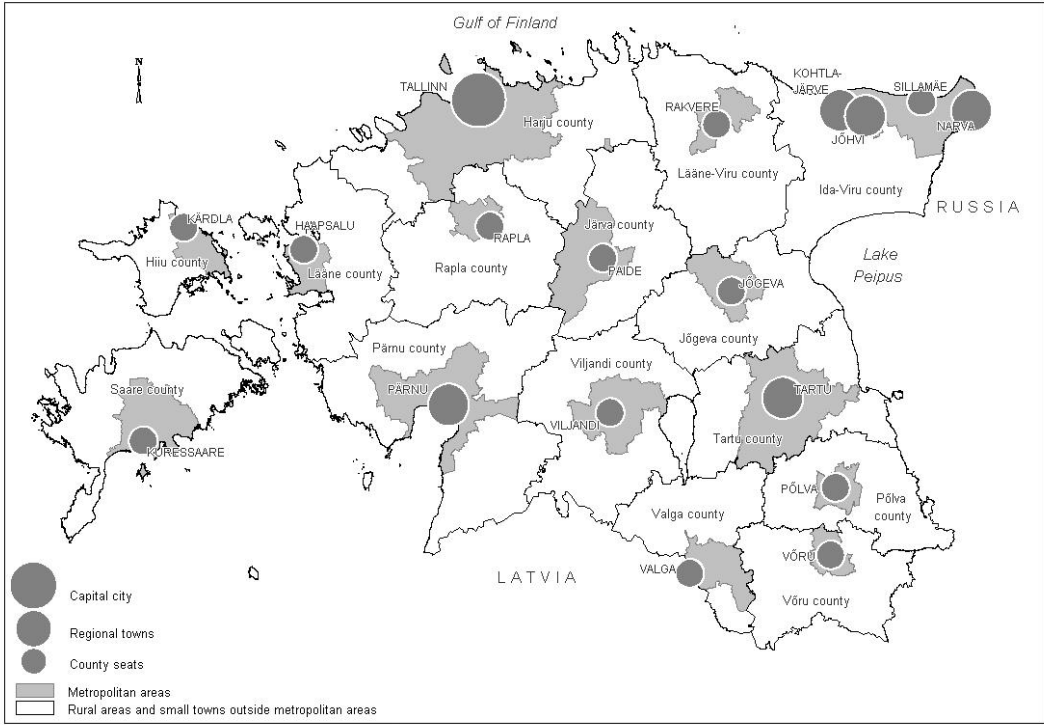 Gulf of Finland
N
TALLINN
Harju county
RAKVERE
Lääne-Viru county
KOHTLA-
JÄRVE
JÕHVI
SILLAMÄE
NARVA
Ida-Viru county
RUSSIA
Lake
Peipus
KÄRDLA
Hiiu county
HAAPSALU
Lääne county
RAPLA
Rapla county
Järva county
PAIDE
JÕGEVA
Jõgeva county
Pärnu county
PÄRNU
Viljandi county
VILJANDI
TARTU
Tartu county
Saare county
KURESSAARE
PÕLVA
Põlva
county
Valga county
VALGA
VÕRU
Võru county
LATVIA
Capital city
Regional towns
County seats
Metropolitan areas
Rural areas and small towns outside metropolitan areas